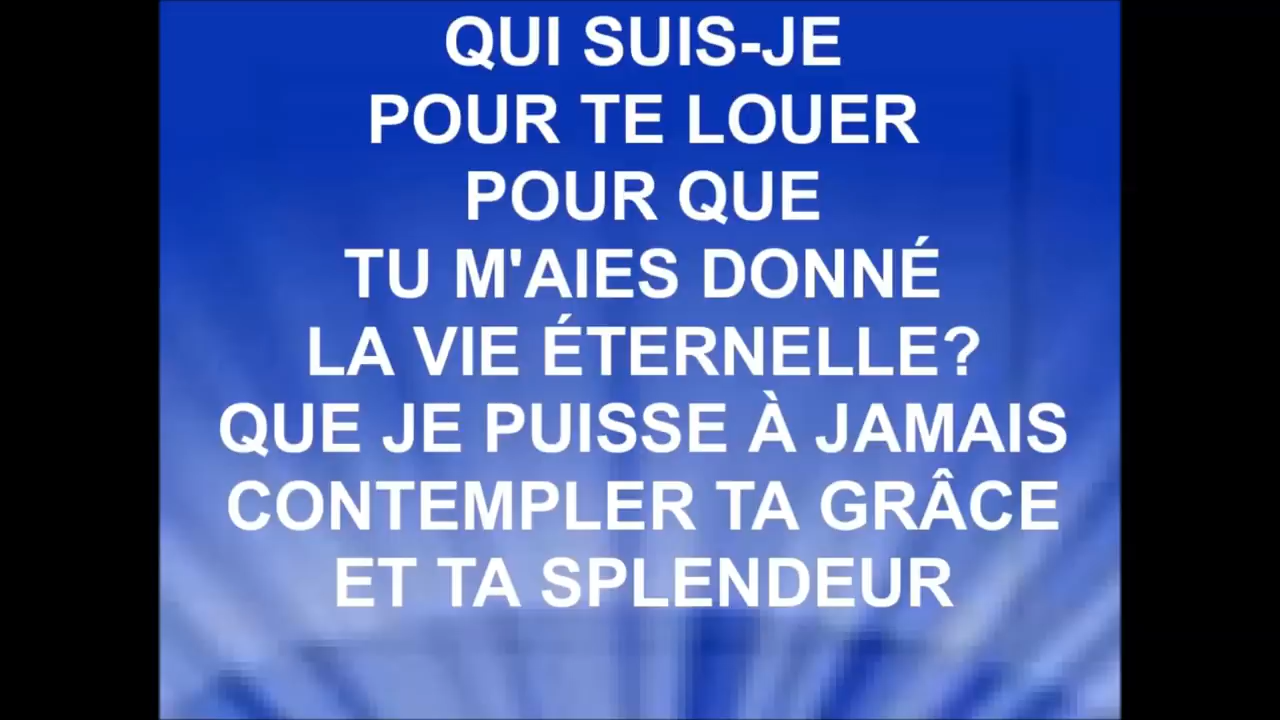 QUI SUIS-JE
POUR TE LOUER
POUR QUE
TU M'AIES DONNÉ
LA VIE ÉTERNELLE?
QUE JE PUISSE À JAMAIS
CONTEMPLER TA GRÂCE
ET TA SPLENDEUR